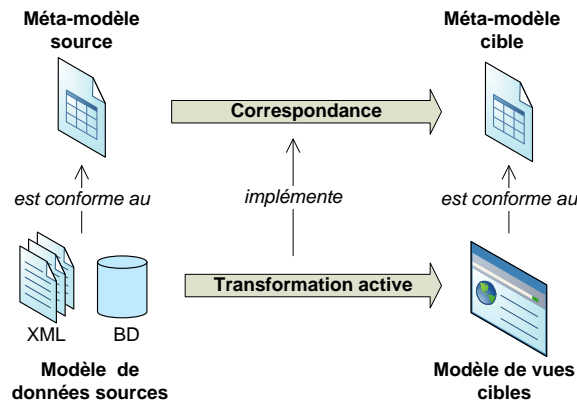 Méta-modèle
source
Méta-modèle
cible
Correspondance
est conforme au
implémente
est conforme au
Transformation active
XML
BD
Modèle de
données sources
Modèle de vues
cibles